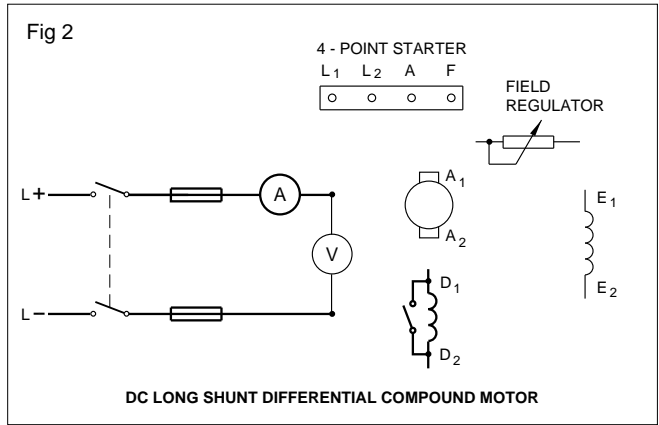 Fig 2
4 - POINT STARTER
L1 L2 A F
FIELD
REGULATOR
L+
A
A1
E1
V
A2
E2
D1
L−
D2
DC LONG SHUNT DIFFERENTIAL COMPOUND MOTOR